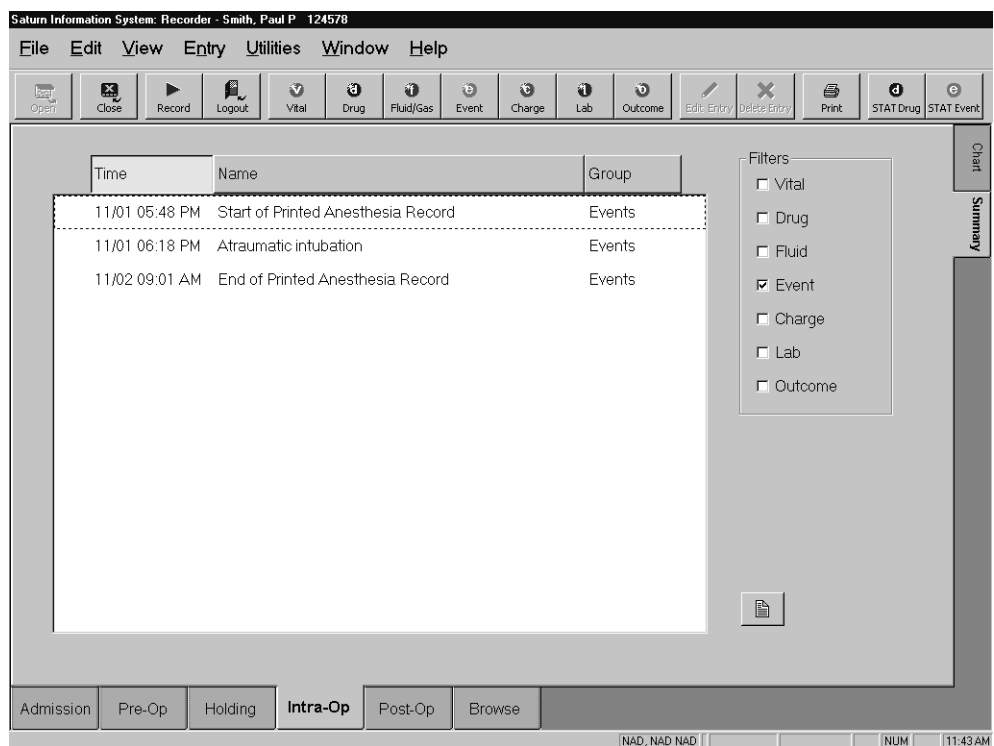 Saturn Information System: Recorder - Smith, Paul P 124578
File Edit View Entry Utilities Window Help
Open Close Record Logout Vital Drug Fluid/Gas Event Charge Lab Outcome Edit Entry Delete Entry Print STAT Drug STAT Event
Time Name Group
11/01 05:48 PM Start of Printed Anesthesia Record Events
11/01 06:18 PM Atraumatic intubation Events
11/02 09:01 AM End of Printed Anesthesia Record Events
Filters
Vital
Drug
Fluid
Event
Charge
Lab
Outcome
Chart
Summary
Admission Pre-Op Holding Intra-Op Post-Op Browse
NAD, NAD NAD NUM 11:43 AM